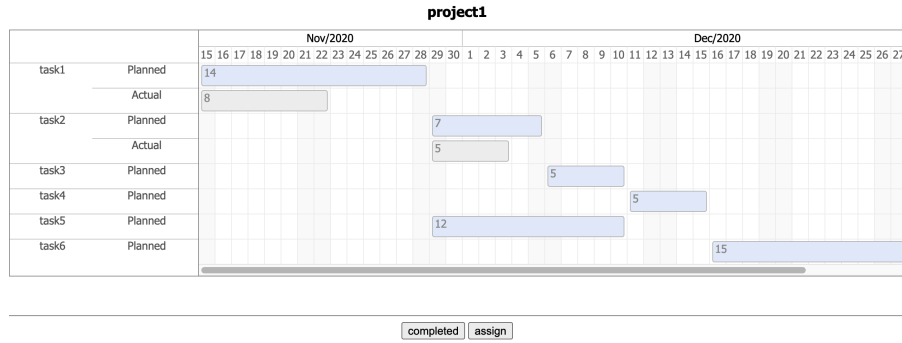 project1
Nov/2020 Dec/2020
15 16 17 18 19 20 21 22 23 24 25 26 27 28 29 30 1 2 3 4 5 6 7 8 9 10 11 12 13 14 15 16 17 18 19 20 21 22 23 24 25 26 27
task1 Planned 14
Actual 8
task2 Planned 7
Actual 5
task3 Planned 5
task4 Planned 5
task5 Planned 12
task6 Planned 15
completed assign